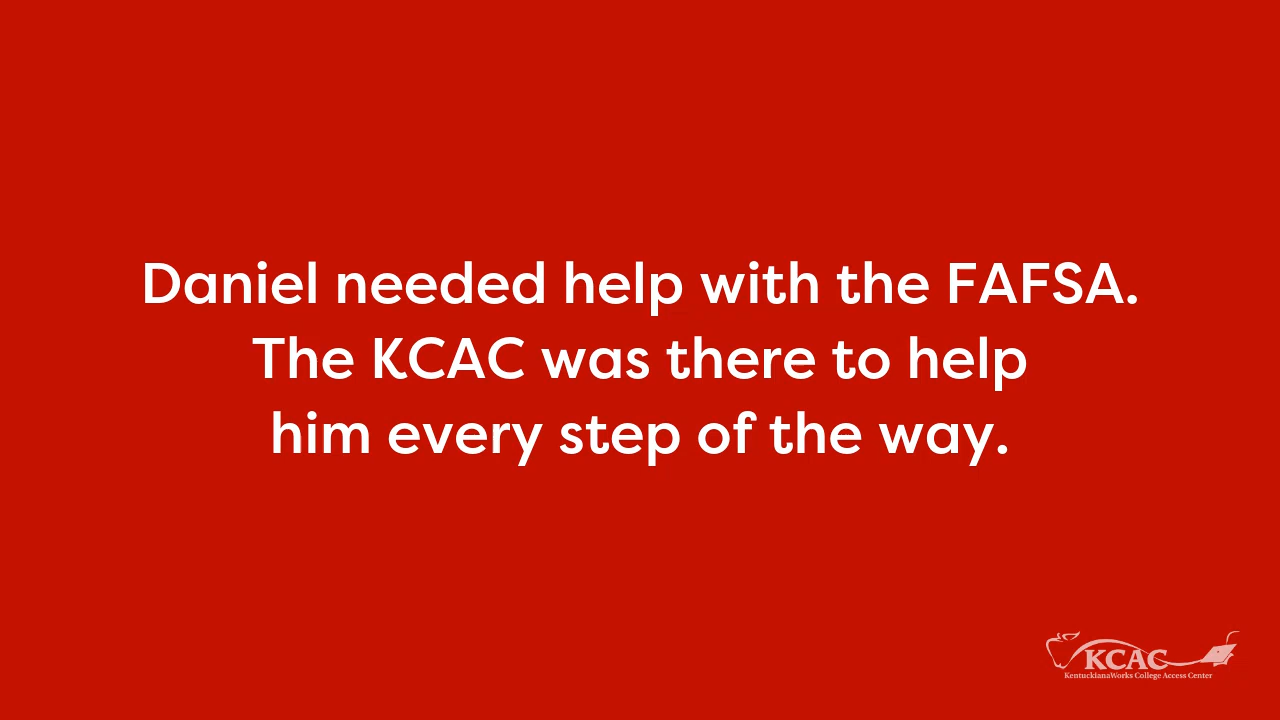 Daniel needed help with the FAFSA.
The KCAC was there to help
him every step of the way.
KCAC
KentuckianaWorks College Access Center